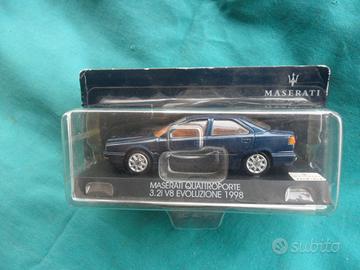 MASERATI
MASERATI QUATTROPORTE
3.2i V8 EVOLUZIONE 1998
subito